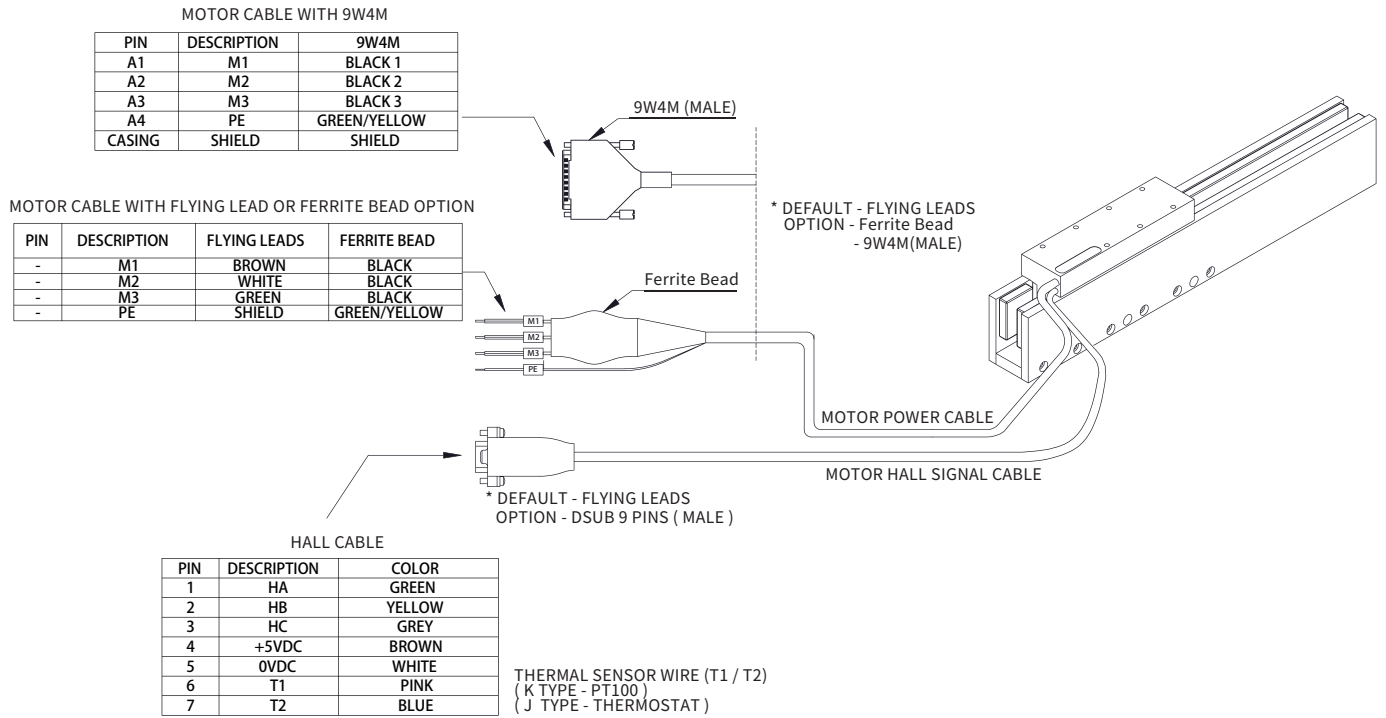 MOTOR CABLE WITH 9W4M
PIN DESCRIPTION 9W4M
A1 M1 BLACK 1
A2 M2 BLACK 2
A3 M3 BLACK 3
A4 PE GREEN/YELLOW
CASING SHIELD SHIELD
9W4M (MALE)
* DEFAULT - FLYING LEADS
OPTION - Ferrite Bead
- 9W4M(MALE)
MOTOR CABLE WITH FLYING LEAD OR FERRITE BEAD OPTION
PIN DESCRIPTION FLYING LEADS FERRITE BEAD
- M1 BROWN BLACK
- M2 WHITE BLACK
- M3 GREEN BLACK
- PE SHIELD GREEN/YELLOW
Ferrite Bead
M1
M2
M3
PE
MOTOR POWER CABLE
MOTOR HALL SIGNAL CABLE
* DEFAULT - FLYING LEADS
OPTION - DSUB 9 PINS ( MALE )
HALL CABLE
PIN DESCRIPTION COLOR
1 HA GREEN
2 HB YELLOW
3 HC GREY
4 +5VDC BROWN
5 0VDC WHITE
6 T1 PINK
7 T2 BLUE
THERMAL SENSOR WIRE (T1 / T2)
( K TYPE - PT100 )
( J TYPE - THERMOSTAT )